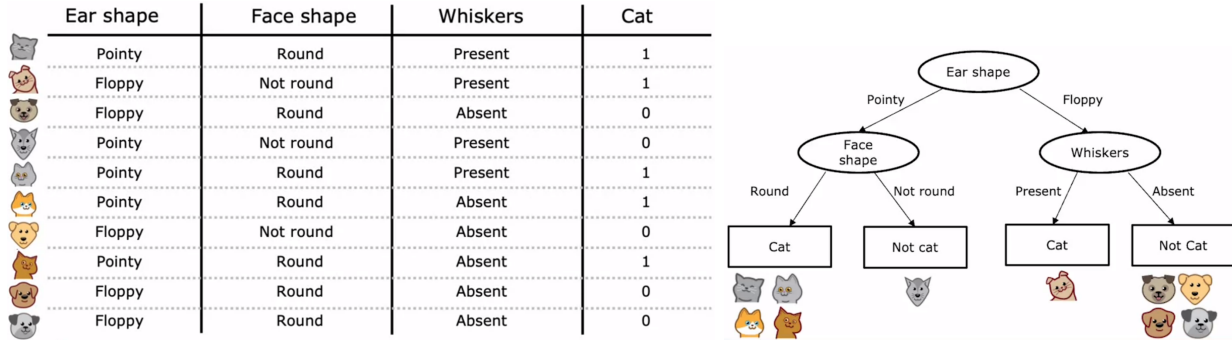 Ear shape Face shape Whiskers Cat
Pointy Round Present 1
Floppy Not round Present 1
Floppy Round Absent 0
Pointy Not round Present 0
Pointy Round Present 1
Pointy Round Absent 1
Floppy Not round Absent 0
Pointy Round Absent 1
Floppy Round Absent 0
Floppy Round Absent 0
Ear shape
Pointy Floppy
Face
shape
Whiskers
Round Not round Present Absent
Cat Not cat Cat Not Cat